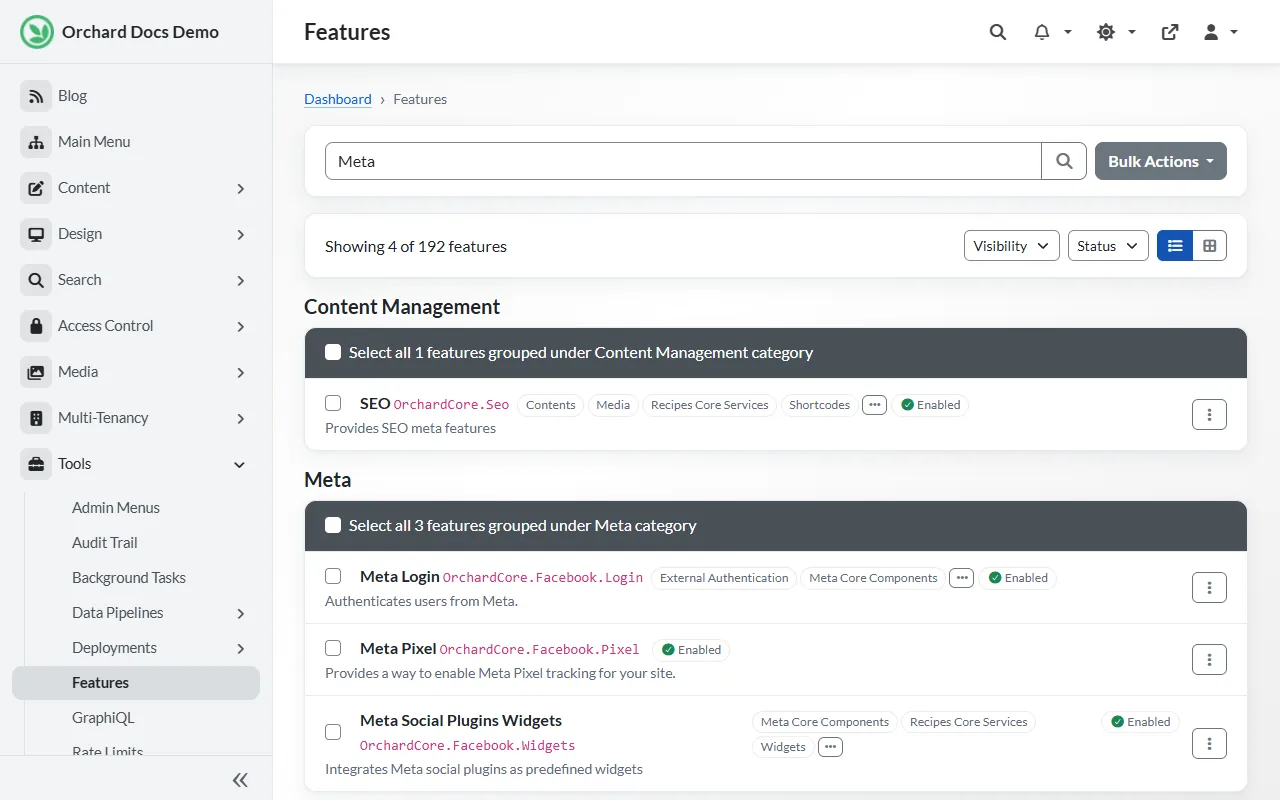 Orchard Docs Demo
Features
Blog
Main Menu
Content
Design
Search
Access Control
Media
Multi-Tenancy
Tools
Admin Menus
Audit Trail
Background Tasks
Data Pipelines
Deployments
Features
GraphiQL
Rate Limits
Dashboard › Features
Meta
Bulk Actions
Showing 4 of 192 features
Visibility
Status
Content Management
Select all 1 features grouped under Content Management category
SEO OrchardCore.Seo Contents Media Recipes Core Services Shortcodes ••• Enabled
Provides SEO meta features
Meta
Select all 3 features grouped under Meta category
Meta Login OrchardCore.Facebook.Login External Authentication Meta Core Components ••• Enabled
Authenticates users from Meta.
Meta Pixel OrchardCore.Facebook.Pixel Enabled
Provides a way to enable Meta Pixel tracking for your site.
Meta Social Plugins Widgets Meta Core Components Recipes Core Services Enabled
OrchardCore.Facebook.Widgets Widgets •••
Integrates Meta social plugins as predefined widgets